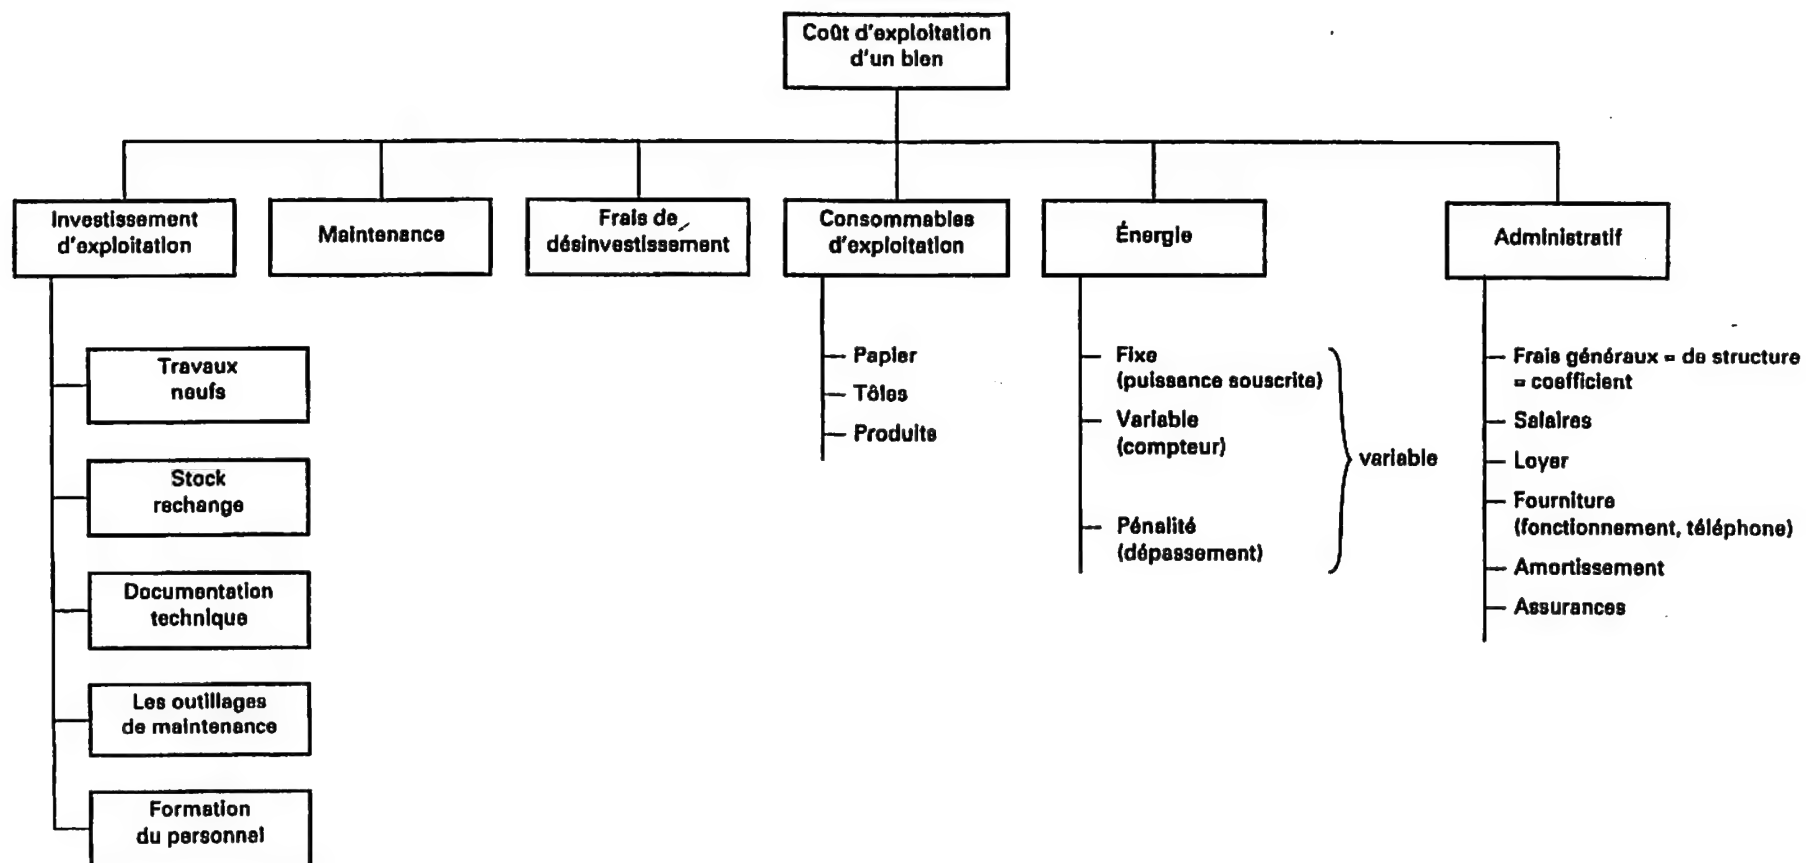 Coût d'exploitation
d'un bien
Investissement
d'exploitation
Maintenance
Frais de
désinvestissement
Consommables
d'exploitation
Énergie
Administratif
Travaux
neufs
Stock
rechange
Documentation
technique
Les outillages
de maintenance
Formation
du personnel
Papier
Tôles
Produits
Fixe
(puissance souscrite)
Variable
(compteur)
Pénalité
(dépassement)
variable
Frais généraux = de structure
= coefficient
Salaires
Loyer
Fourniture
(fonctionnement, téléphone)
Amortissement
Assurances